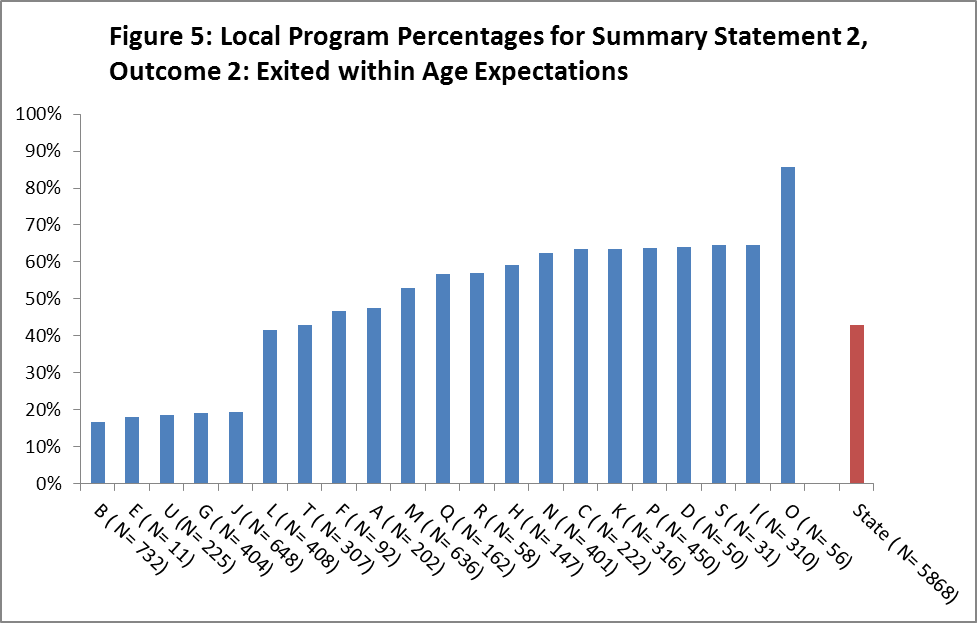 Figure 5: Local Program Percentages for Summary Statement 2,
Outcome 2: Exited within Age Expectations
100%
90%
80%
70%
60%
50%
40%
30%
20%
10%
0%
B ( N= 732)
E ( N= 11)
U ( N= 225)
G ( N= 404)
J ( N= 648)
L ( N= 408)
T ( N= 307)
F ( N= 92)
A ( N= 202)
M ( N= 636)
Q ( N= 162)
R ( N= 58)
H ( N= 147)
N ( N= 401)
C ( N= 222)
K ( N= 316)
P ( N= 450)
D ( N= 50)
S ( N= 31)
I ( N= 310)
O ( N= 56)
State ( N= 5868)